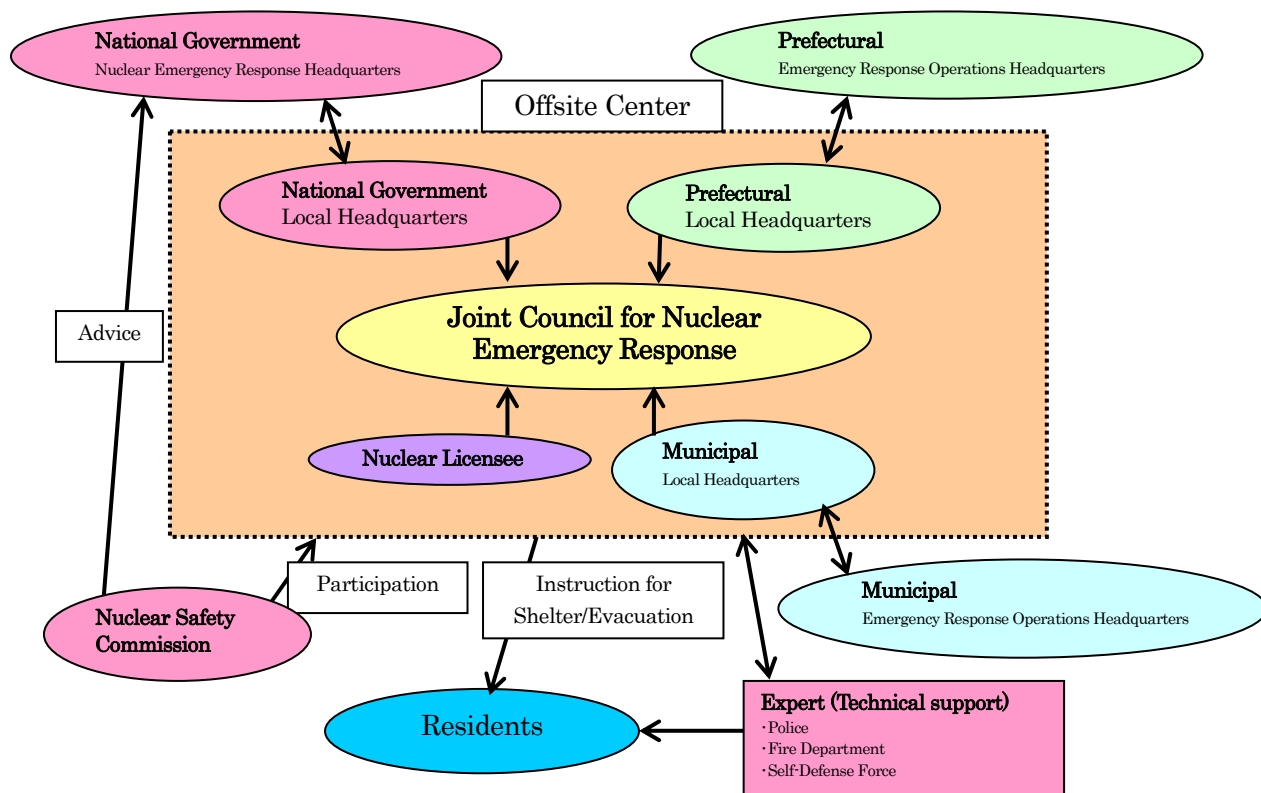 National Government
Nuclear Emergency Response Headquarters
Prefectural
Emergency Response Operations Headquarters
Offsite Center
National Government
Local Headquarters
Prefectural
Local Headquarters
Joint Council for Nuclear
Emergency Response
Advice
Nuclear Licensee
Municipal
Local Headquarters
Participation
Instruction for
Shelter/Evacuation
Municipal
Emergency Response Operations Headquarters
Nuclear Safety
Commission
Residents
Expert (Technical support)
・Police
・Fire Department
・Self-Defense Force